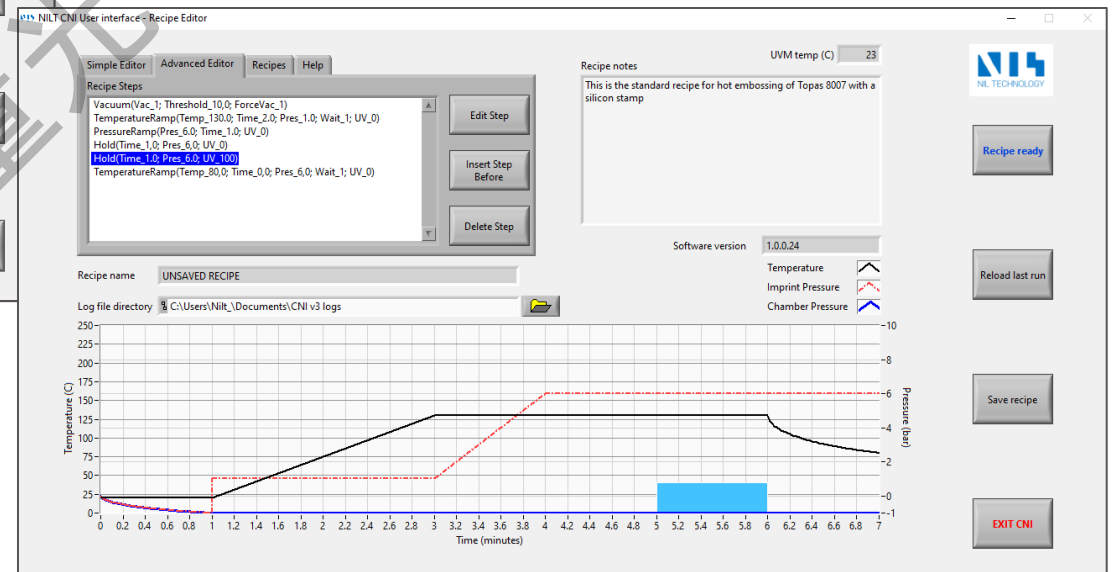 NILT CNI User interface - Recipe Editor
Simple Editor
Advanced Editor
Recipes
Help
Recipe Steps
Vacuum(Vac_1; Threshold_10,0; ForceVac_1)
TemperatureRamp(Temp_130.0; Time_2.0; Pres_1.0; Wait_1; UV_0)
PressureRamp(Pres_6.0; Time_1.0; UV_0)
Hold(Time_1,0; Pres_6,0; UV_0)
Hold(Time_1.0; Pres_6.0; UV_100)
TemperatureRamp(Temp_80,0; Time_0,0; Pres_6,0; Wait_1; UV_0)
Edit Step
Insert Step
Before
Delete Step
UVM temp (C) 23
Recipe notes
This is the standard recipe for hot embossing of Topas 8007 with a
silicon stamp
Software version 1.0.0.24
NIL TECHNOLOGY
Recipe ready
Reload last run
Save recipe
EXIT CNI
Recipe name UNSAVED RECIPE
Log file directory C:\Users\Nilt_\Documents\CNI v3 logs
Temperature
Imprint Pressure
Chamber Pressure
Temperature (C)
250
225
200
175
150
125
100
75
50
25
0
10
8
6
4
2
0
-1
Pressure (bar)
0 0.2 0.4 0.6 0.8 1 1.2 1.4 1.6 1.8 2 2.2 2.4 2.6 2.8 3 3.2 3.4 3.6 3.8 4 4.2 4.4 4.6 4.8 5 5.2 5.4 5.6 5.8 6 6.2 6.4 6.6 6.8 7
Time (minutes)